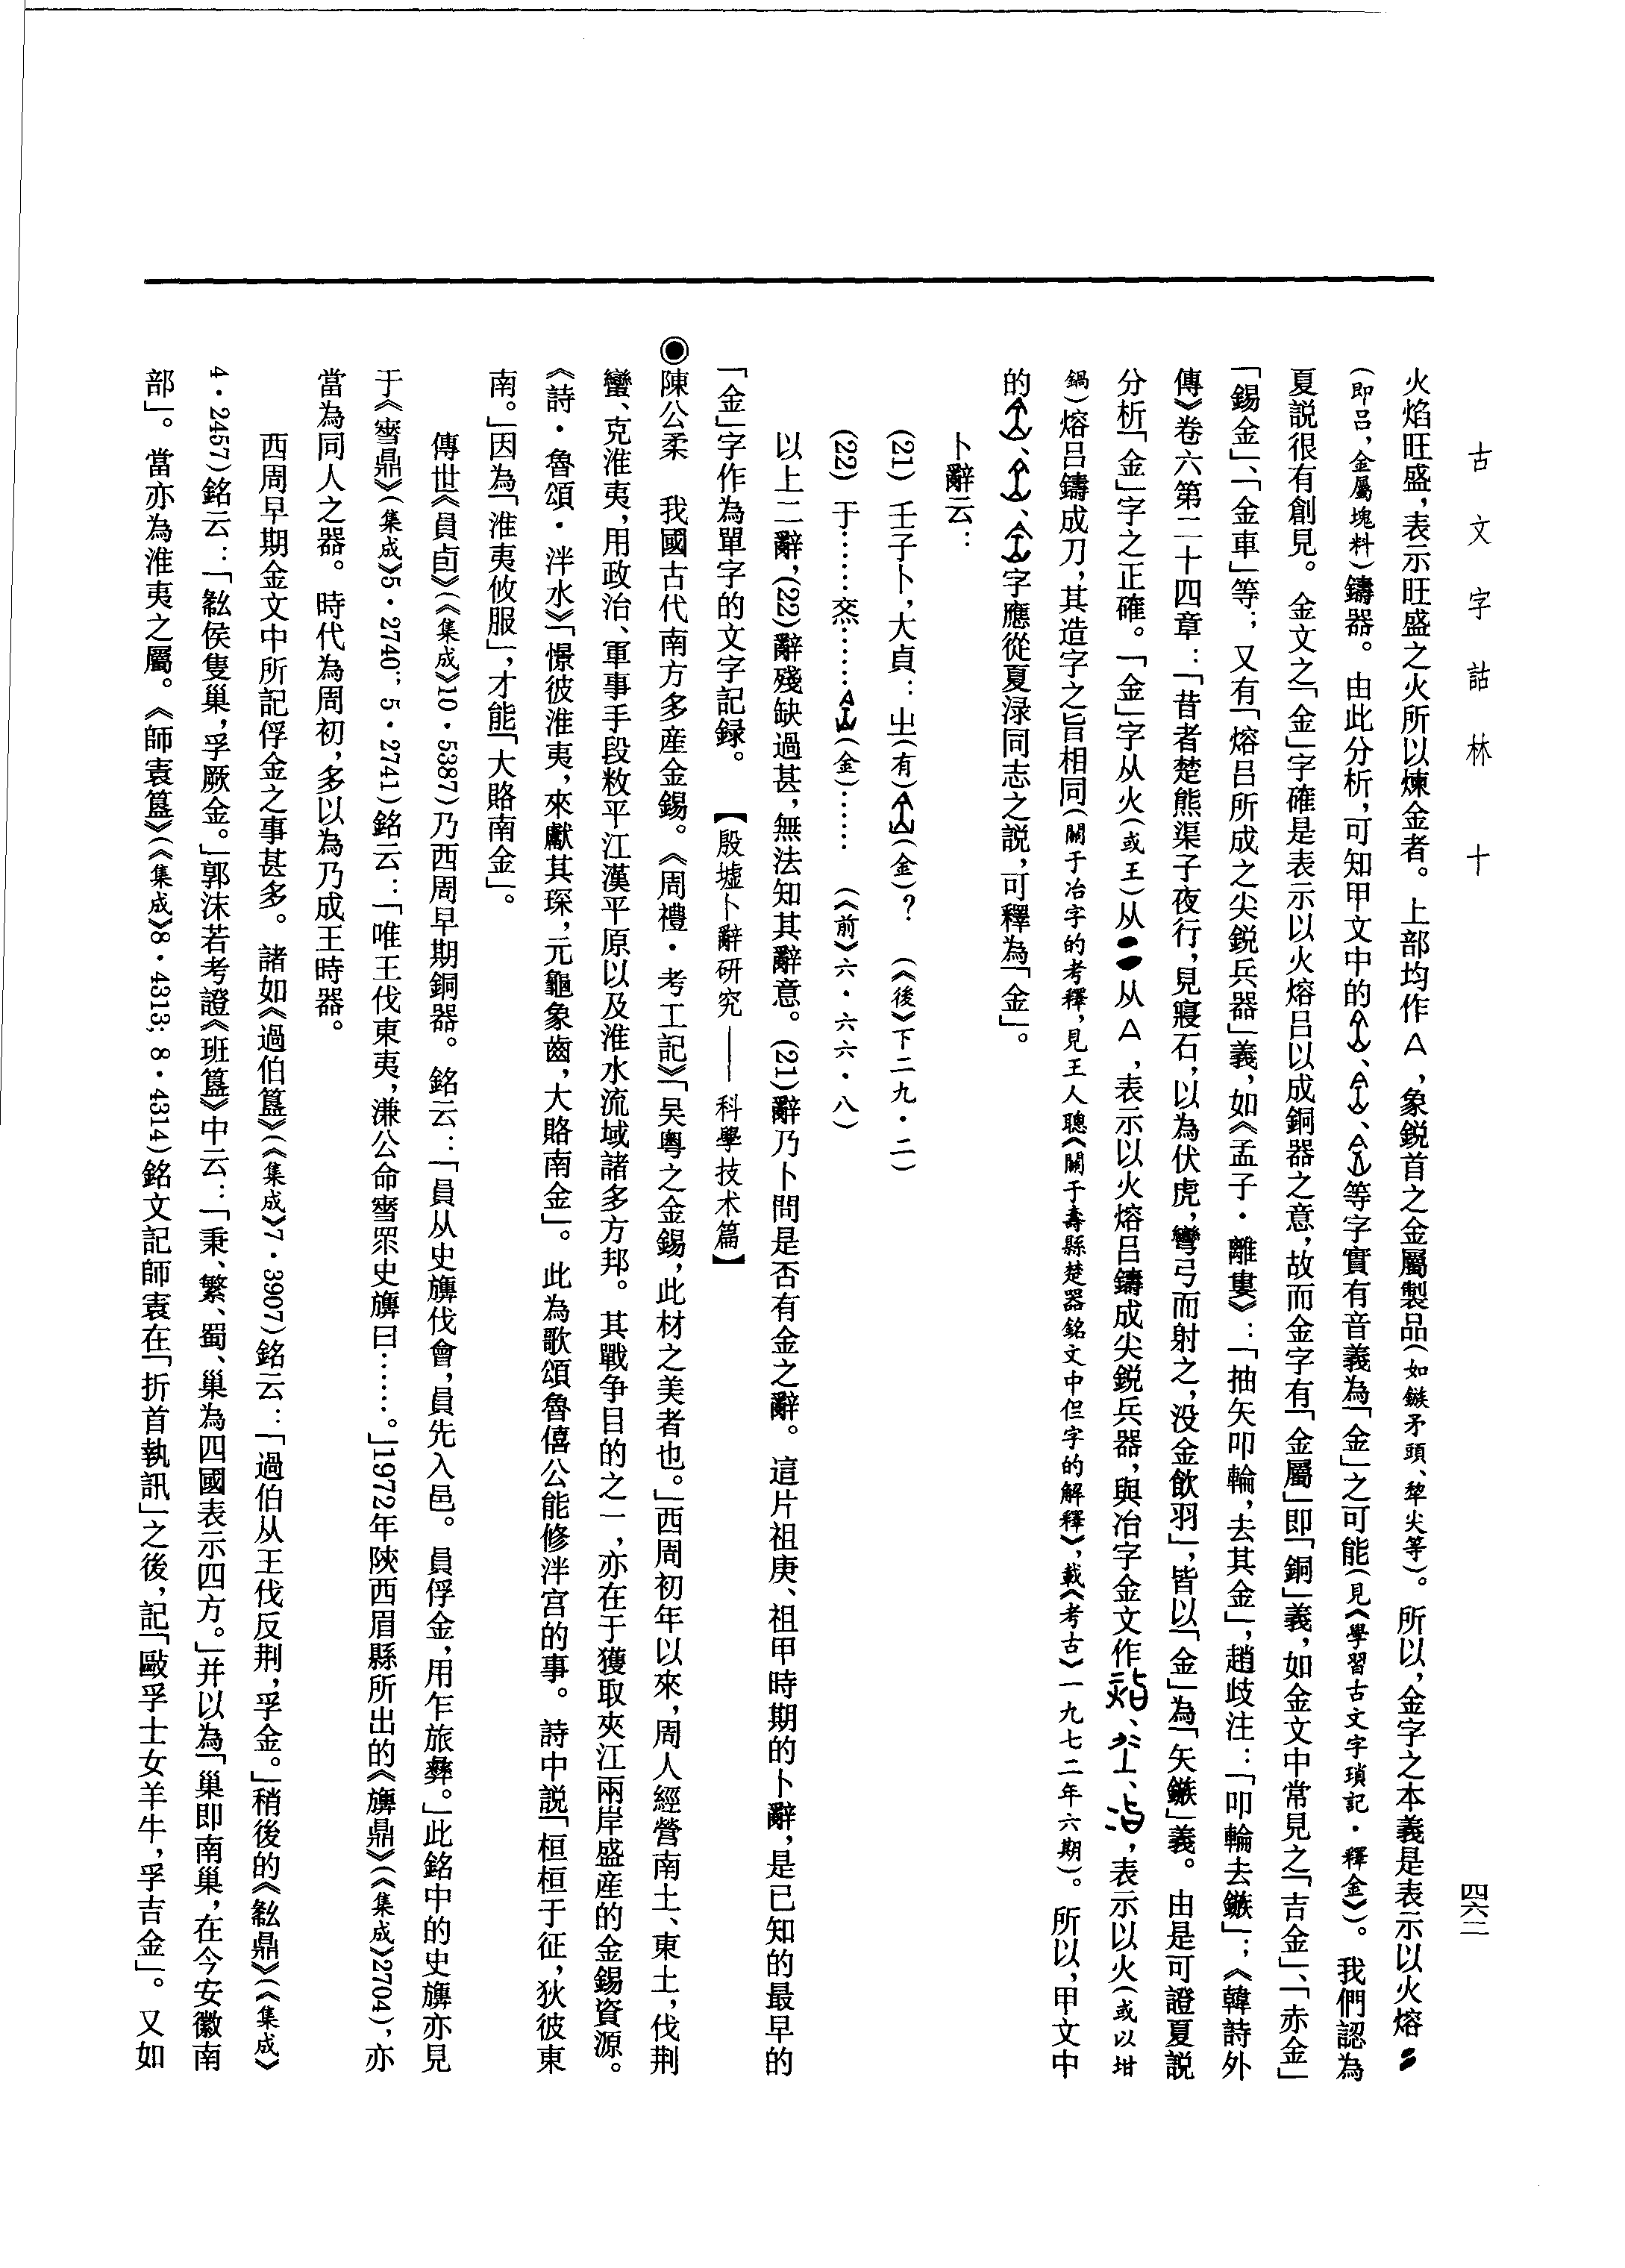 古文字詁林　十
四六二
火焰旺盛，表示旺盛之火所以煉金者。上部均作，象銳首之金屬製品（如鏃矛頭、犂尖等）。所以，金字之本義是表示以火熔
（即呂，金屬塊料）鑄器。由此分析，可知甲文中的、、等字實有音義為「金」之可能（見《學習古文字瑣記·釋金》）。我們認為
夏說很有創見。金文之「金」字確是表示以火熔呂以成銅器之意，故而金字有「金屬」即「銅」義，如金文中常見之「吉金」、「赤金」
「錫金」、「金車」等；又有「熔呂所成之尖銳兵器」義，如《孟子·離婁》：「抽矢叩輪，去其金」，趙歧注：「叩輪去鏃」；《韓詩外
傳》卷六第二十四章：「昔者楚熊渠子夜行，見寢石，以為伏虎，彎弓而射之，没金飲羽」，皆以「金」為「矢鏃」義。由是可證夏說
分析「金」字之正確。「金」字从火（或王）从从，表示以火熔呂鑄成尖銳兵器，與冶字金文作、、，表示以火（或以坩
鍋）熔呂鑄成刀，其造字之旨相同（關于冶字的考釋，見王人聰《關于壽縣楚器銘文中但字的解釋》，載《考古》一九七二年六期）。所以，甲文中
的、、字應從夏渌同志之說，可釋為「金」。
卜辭云：
(21) 壬子卜，大貞：㞢（有）（金）？　（《後》下二九·二）
(22) 于……烝……（金）……　（《前》六·六六·八）
以上二辭，(22)辭殘缺過甚，無法知其辭意。(21)辭乃卜問是否有金之辭。這片祖庚、祖甲時期的卜辭，是已知的最早的
「金」字作為單字的文字記録。　【殷墟卜辭研究——科學技术篇】
◉陳公柔　我國古代南方多産金錫。《周禮·考工記》「吴粤之金錫，此材之美者也。」西周初年以來，周人經營南土、東土，伐荆
蠻、克淮夷，用政治、軍事手段敉平江漢平原以及淮水流域諸多方邦。其戰争目的之一，亦在于獲取夾江兩岸盛産的金錫資源。
《詩·魯頌·泮水》「憬彼淮夷，來獻其琛，元龜象齒，大賂南金」。此為歌頌魯僖公能修泮宫的事。詩中説「桓桓于征，狄彼東
南。」因為「淮夷攸服」，才能「大賂南金」。
傳世《員卣》（《集成》10·5387）乃西周早期銅器。銘云：「員从史旟伐會，員先入邑。員俘金，用乍旅彝。」此銘中的史旟亦見
于《䨮鼎》（集成》5·2740”5·2741）銘云：「唯王伐東夷，溓公命䨮眔史旟曰……。」1972年陝西眉縣所出的《旟鼎》（《集成》2704），亦
當為同人之器。時代為周初，多以為乃成王時器。
西周早期金文中所記俘金之事甚多。諸如《過伯簋》（《集成》7·3907）銘云：「過伯从王伐反荆，孚金。」稍後的《鼎》（《集成》
4·2457）銘云：「侯隻巢，孚厥金。」郭沫若考證《班簋》中云：「秉、繁、蜀、巢為四國表示四方。」并以為「巢即南巢，在今安徽南
部」。當亦為淮夷之屬。《師㝨簋》（《集成》8·4313; 8·4314）銘文記師㝨在「折首執訊」之後，記「敺孚士女羊牛，孚吉金」。又如